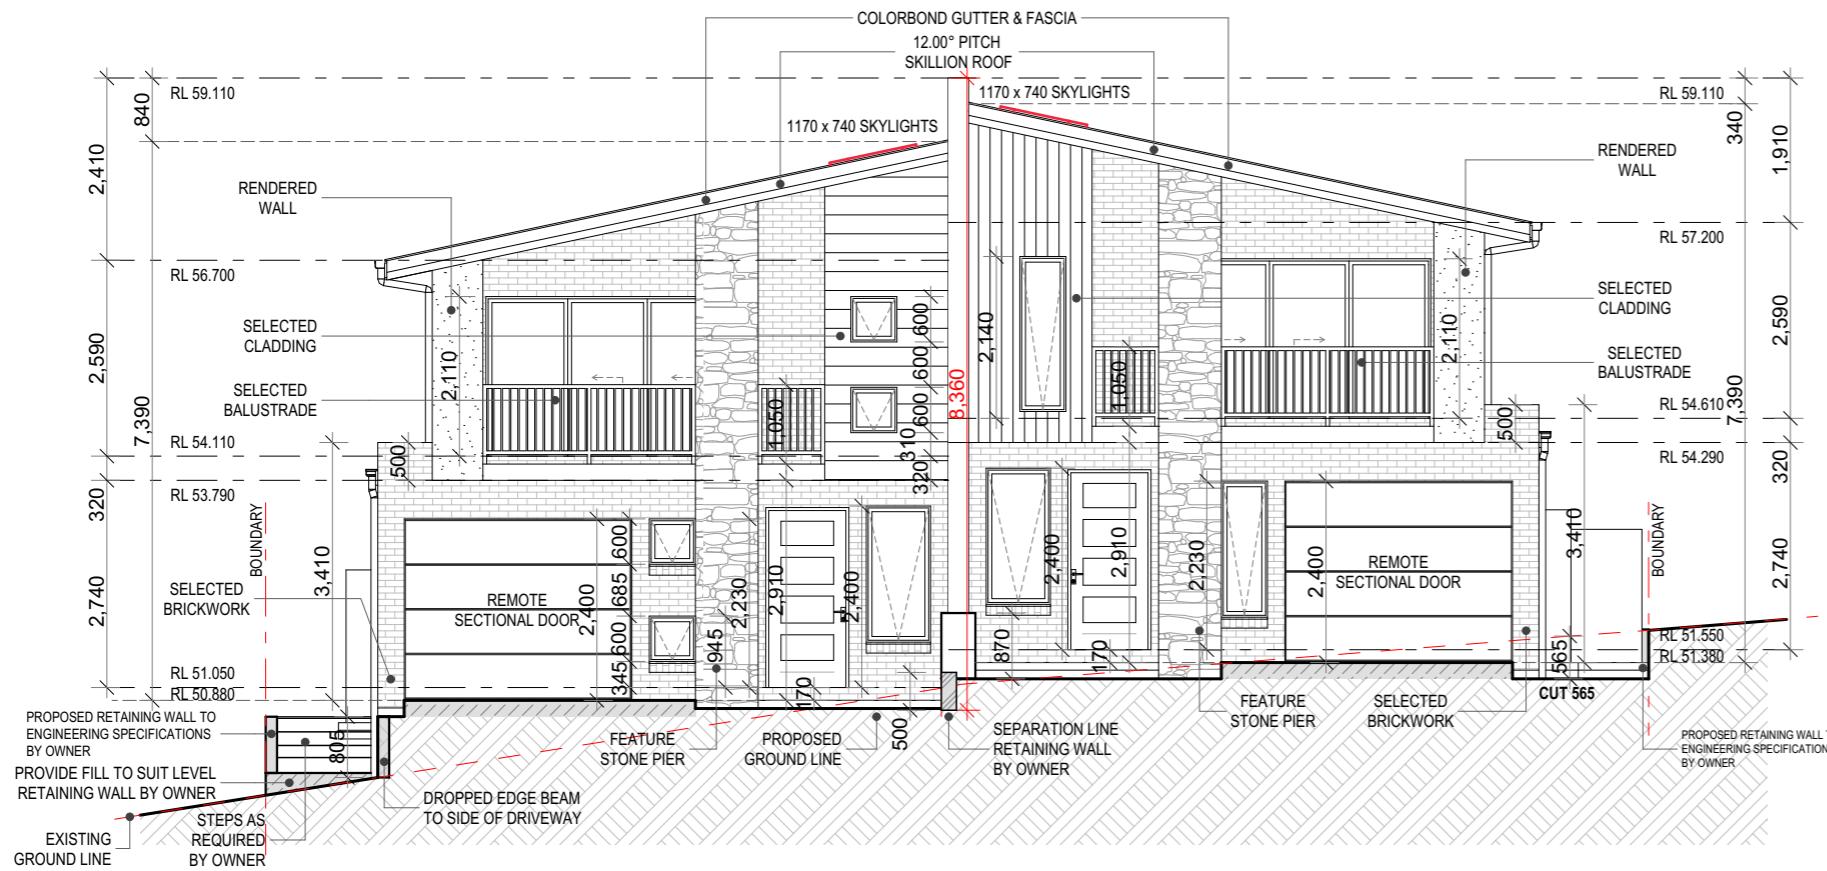 COLORBOND GUTTER & FASCIA
12.00° PITCH
SKILLION ROOF
1170 x 740 SKYLIGHTS
1170 x 740 SKYLIGHTS
RL 59.110
RL 59.110
840
340
2,410
1,910
RENDERED
WALL
RENDERED
WALL
RL 57.200
RL 56.700
SELECTED
CLADDING
SELECTED
CLADDING
2,590
2,590
600
600
600
310
320
2,140
2,110
2,110
SELECTED
BALUSTRADE
SELECTED
BALUSTRADE
8,360
1,050
1,050
7,390
7,390
RL 54.610
RL 54.110
500
500
RL 54.290
RL 53.790
320
320
BOUNDARY
BOUNDARY
3,410
3,410
2,740
2,740
SELECTED
BRICKWORK
REMOTE
SECTIONAL DOOR
REMOTE
SECTIONAL DOOR
2,400
600
685
600
345
945
2,230
2,910
2,400
170
500
870
2,400
2,910
170
2,230
2,400
565
RL 51.550
RL 51.380
RL 51.050
RL 50.880
CUT 565
PROPOSED RETAINING WALL TO
ENGINEERING SPECIFICATIONS
BY OWNER
805
PROVIDE FILL TO SUIT LEVEL
RETAINING WALL BY OWNER
EXISTING
GROUND LINE
STEPS AS
REQUIRED
BY OWNER
DROPPED EDGE BEAM
TO SIDE OF DRIVEWAY
FEATURE
STONE PIER
PROPOSED
GROUND LINE
SEPARATION LINE
RETAINING WALL
BY OWNER
FEATURE
STONE PIER
SELECTED
BRICKWORK
PROPOSED RETAINING WALL
ENGINEERING SPECIFICATION
BY OWNER